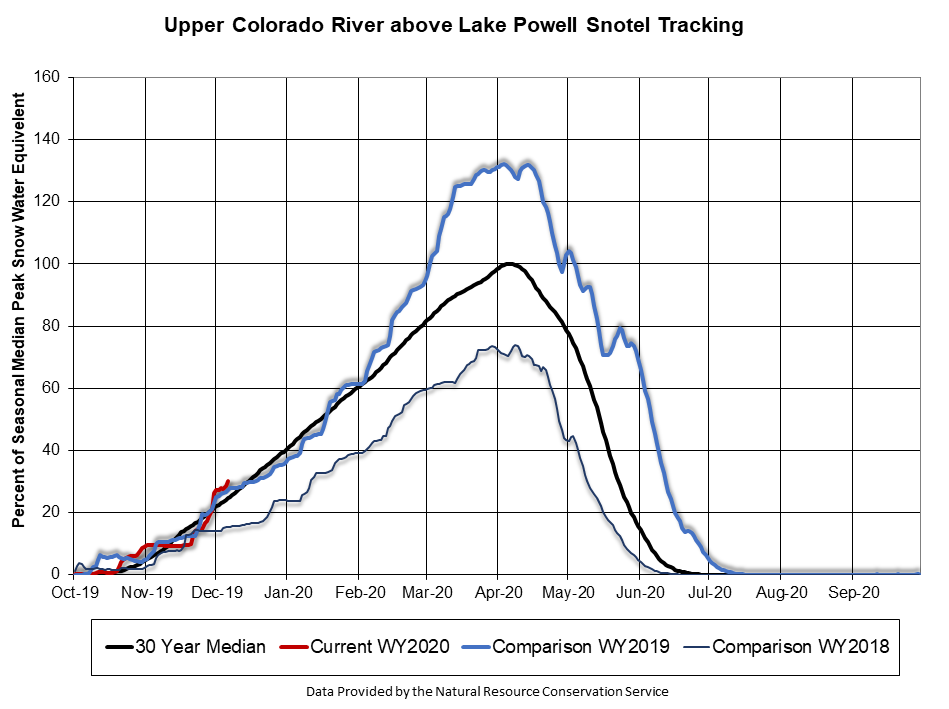 Upper Colorado River above Lake Powell Snotel Tracking
Percent of Seasonal Median Peak Snow Water Equivelent
160
140
120
100
80
60
40
20
0
Oct-19 Nov-19 Dec-19 Jan-20 Feb-20 Mar-20 Apr-20 May-20 Jun-20 Jul-20 Aug-20 Sep-20
30 Year Median Current WY2020 Comparison WY2019 Comparison WY2018
Data Provided by the Natural Resource Conservation Service